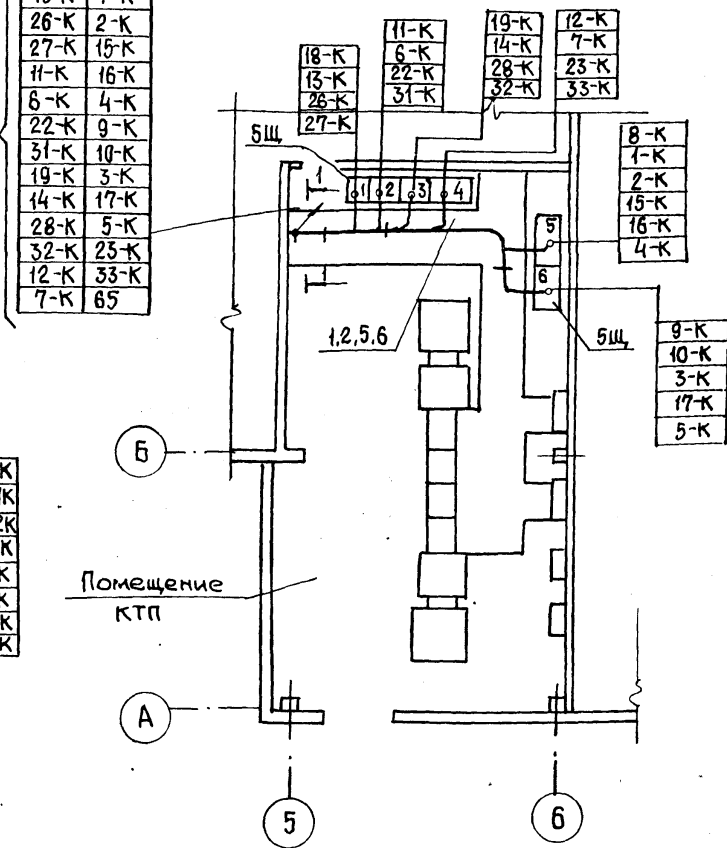 26-К 2-К
27-К 15-К
11-К 16-К
6-К 4-К
22-К 9-К
31-К 10-К
19-К 3-К
14-К 17-К
28-К 5-К
32-К 23-К
12-К 33-К
7-К 65
18-К
13-К
26-К
27-К
11-К
6-К
22-К
31-К
19-К
14-К
28-К
32-К
12-К
7-К
23-К
33-К
8-К
1-К
2-К
15-К
16-К
4-К
5Щ
1
1 2 3 4
5
6
1
1,2,5,6
5Щ
9-К
10-К
3-К
17-К
5-К
Б
Помещение
КТП
А
5
6